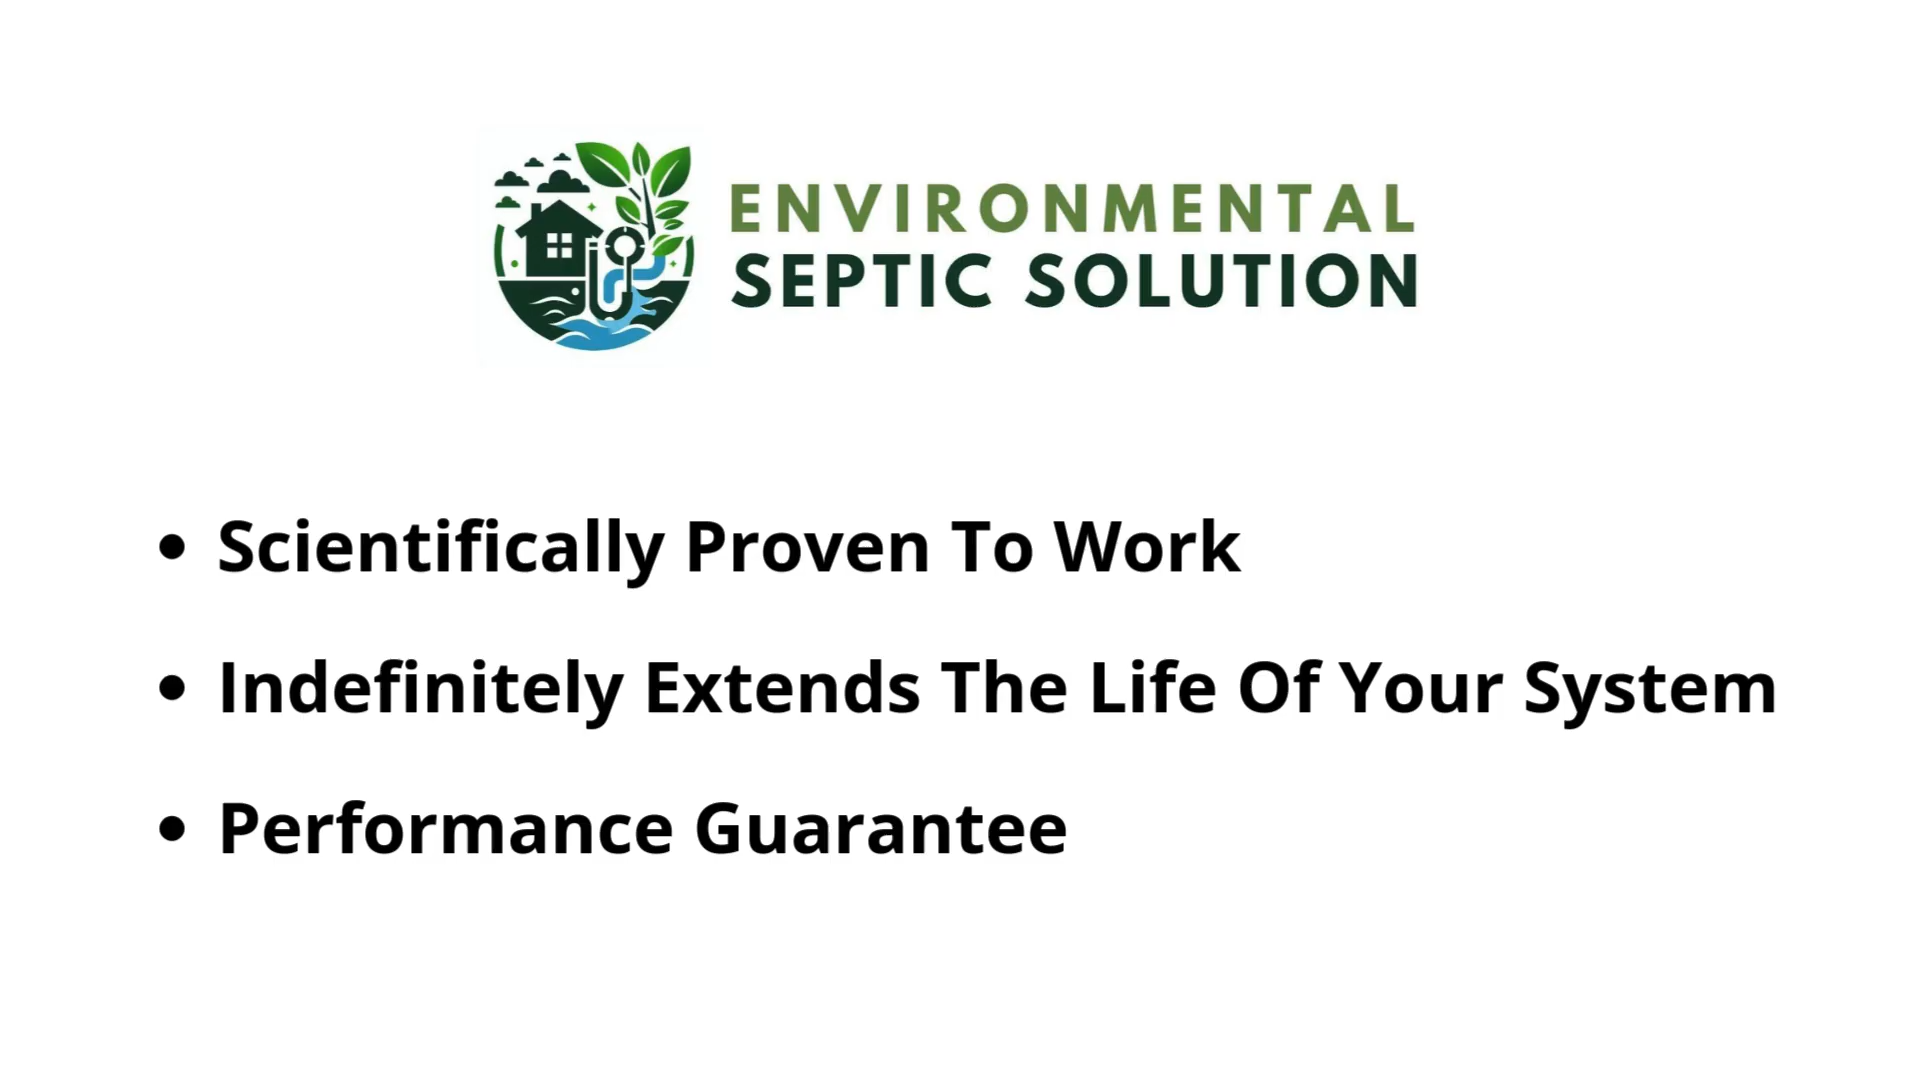 ENVIRONMENTAL
SEPTIC SOLUTION
• Scientifically Proven To Work
• Indefinitely Extends The Life Of Your System
• Performance Guarantee